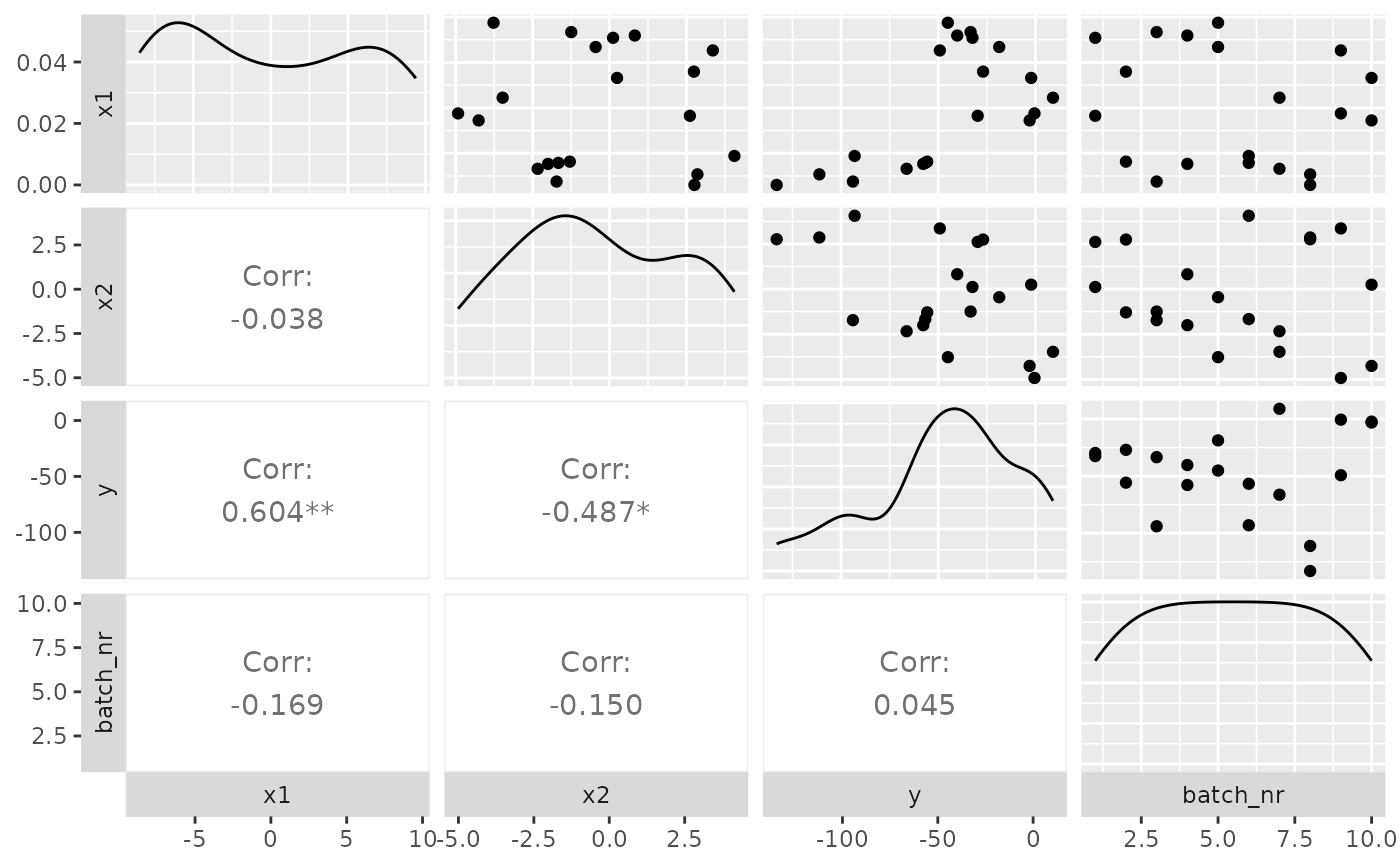 0.04
0.02
0.00
x1
2.5
0.0
-2.5
-5.0
x2
Corr:
-0.038
0
-50
-100
y
Corr:
0.604**
Corr:
-0.487*
10.0
7.5
5.0
2.5
batch_nr
Corr:
-0.169
Corr:
-0.150
Corr:
0.045
x1 x2 y batch_nr
-5 0 5 10 -5.0 -2.5 0.0 2.5 -100 -50 0 2.5 5.0 7.5 10.0